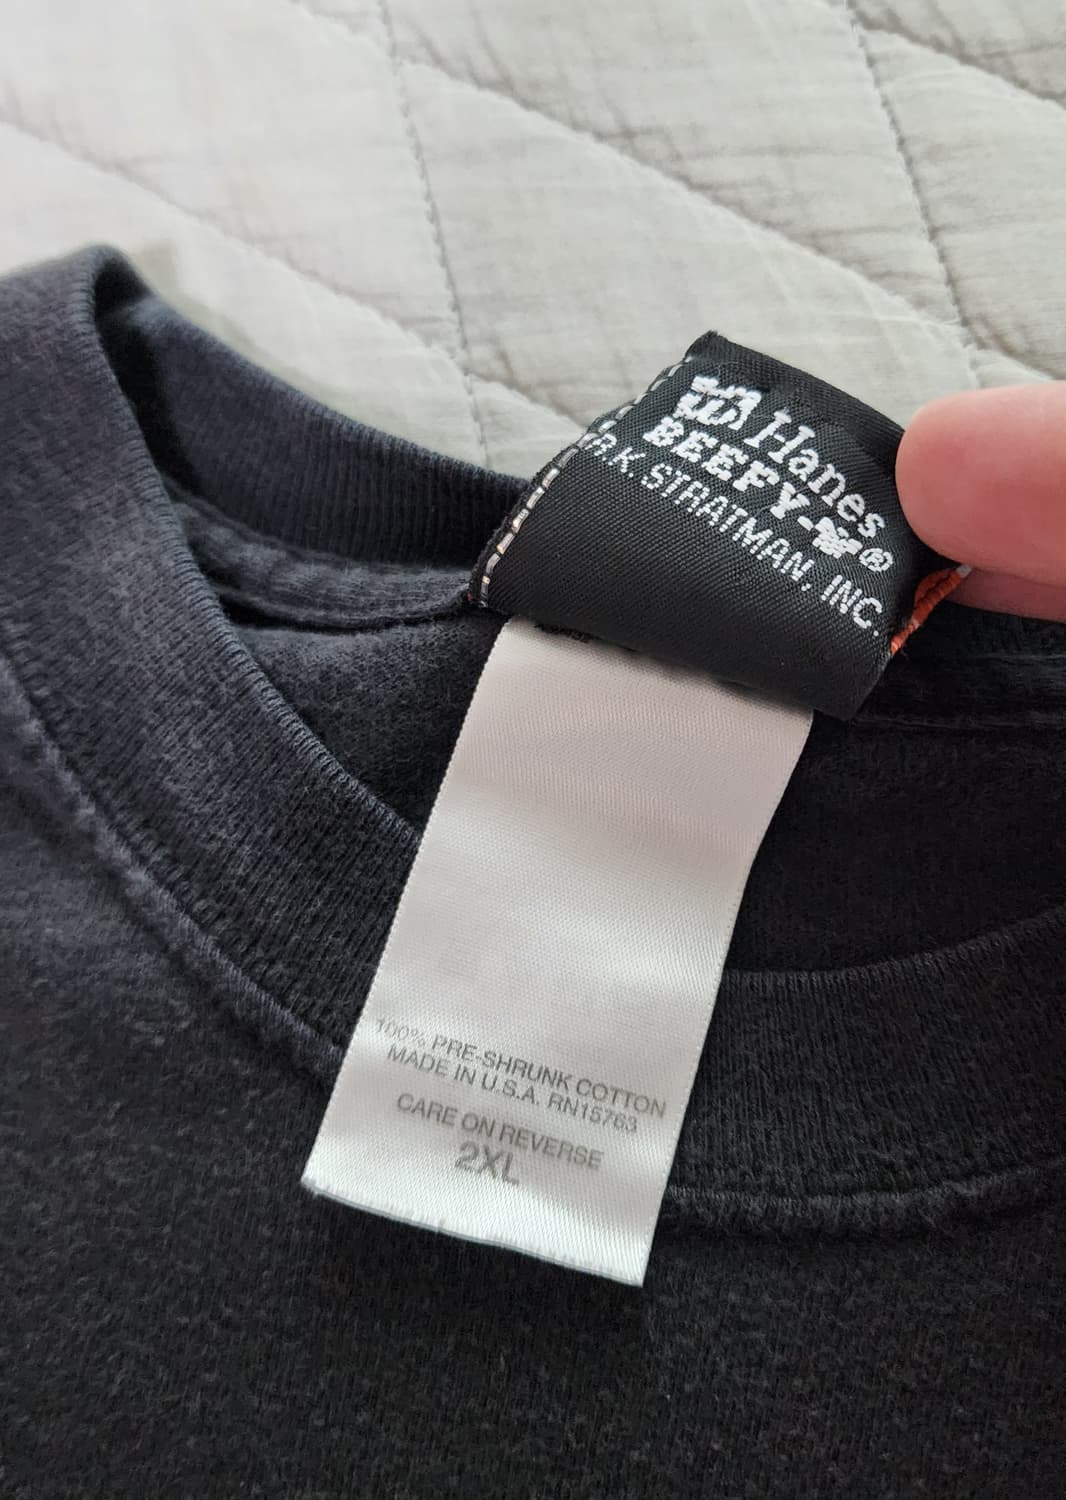 Hanes®
BEEFY-T®
R.K. STRATMAN, INC.
100% PRE-SHRUNK COTTON
MADE IN U.S.A. RN15763
CARE ON REVERSE
2XL